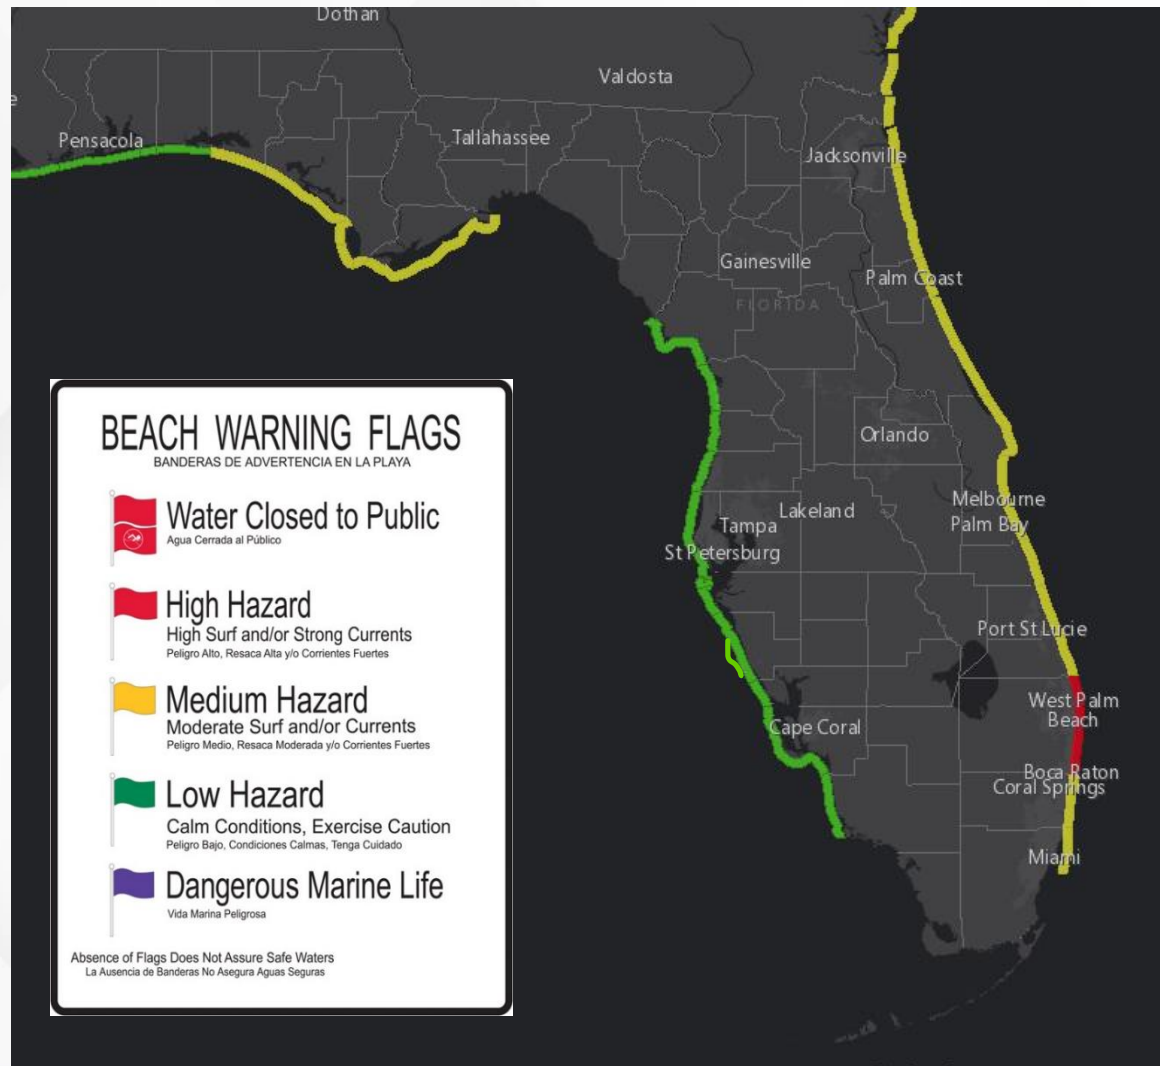 Dothan
Valdosta
e
Pensacola
Tallahassee
Jacksonville
Gainesville
Palm Coast
FLORIDA
Orlando
Melbourne
Lakeland
Palm Bay
Tampa
St Petersburg
Port St Lucie
West Palm
Beach
Cape Coral
Boca Raton
Coral Springs
Miami
BEACH WARNING FLAGS
BANDERAS DE ADVERTENCIA EN LA PLAYA
Water Closed to Public
Agua Cerrada al Público
High Hazard
High Surf and/or Strong Currents
Peligro Alto, Resaca Alta y/o Corrientes Fuertes
Medium Hazard
Moderate Surf and/or Currents
Peligro Medio, Resaca Moderada y/o Corrientes Fuertes
Low Hazard
Calm Conditions, Exercise Caution
Peligro Bajo, Condiciones Calmas, Tenga Cuidado
Dangerous Marine Life
Vida Marina Peligrosa
Absence of Flags Does Not Assure Safe Waters
La Ausencia de Banderas No Asegura Aguas Seguras